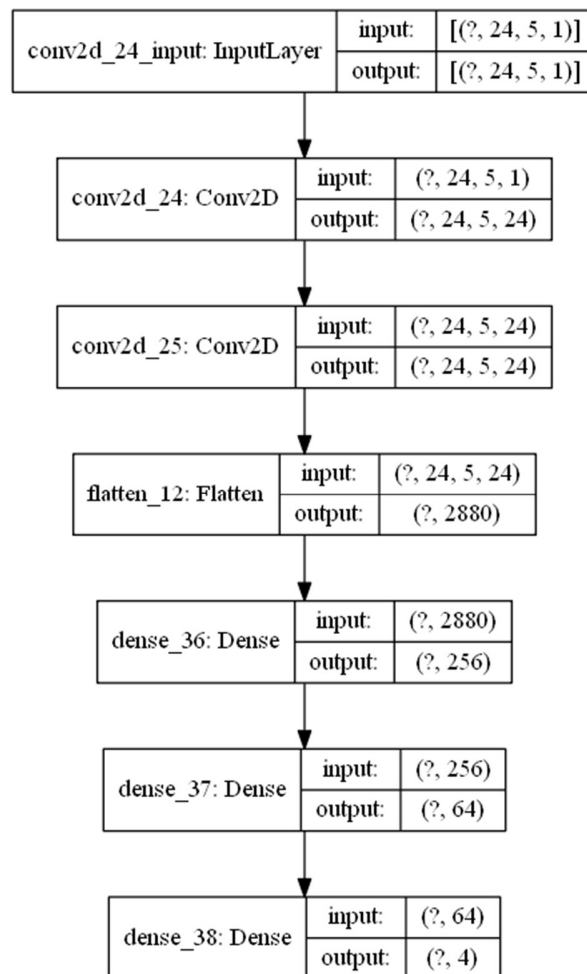 conv2d_24_input: InputLayer
input: [(?, 24, 5, 1)]
output: [(?, 24, 5, 1)]
conv2d_24: Conv2D
input: (?, 24, 5, 1)
output: (?, 24, 5, 24)
conv2d_25: Conv2D
input: (?, 24, 5, 24)
output: (?, 24, 5, 24)
flatten_12: Flatten
input: (?, 24, 5, 24)
output: (?, 2880)
dense_36: Dense
input: (?, 2880)
output: (?, 256)
dense_37: Dense
input: (?, 256)
output: (?, 64)
dense_38: Dense
input: (?, 64)
output: (?, 4)